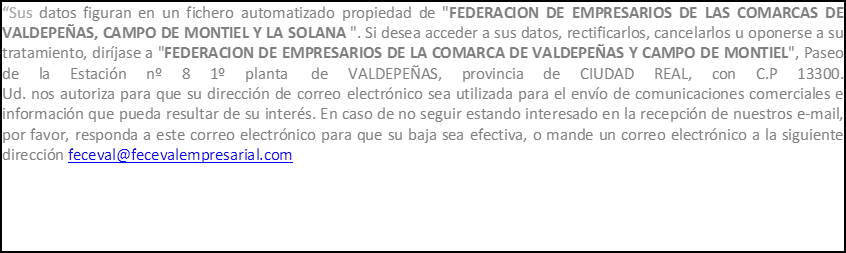 “Sus datos figuran en un fichero automatizado propiedad de "FEDERACION DE EMPRESARIOS DE LAS COMARCAS DE
VALDEPEÑAS, CAMPO DE MONTIEL Y LA SOLANA ". Si desea acceder a sus datos, rectificarlos, cancelarlos u oponerse a su
tratamiento, diríjase a "FEDERACION DE EMPRESARIOS DE LA COMARCA DE VALDEPEÑAS Y CAMPO DE MONTIEL", Paseo
de la Estación nº 8 1º planta de VALDEPEÑAS, provincia de CIUDAD REAL, con C.P 13300.
Ud. nos autoriza para que su dirección de correo electrónico sea utilizada para el envío de comunicaciones comerciales e
información que pueda resultar de su interés. En caso de no seguir estando interesado en la recepción de nuestros e-mail,
por favor, responda a este correo electrónico para que su baja sea efectiva, o mande un correo electrónico a la siguiente
dirección feceval@fecevalempresarial.com